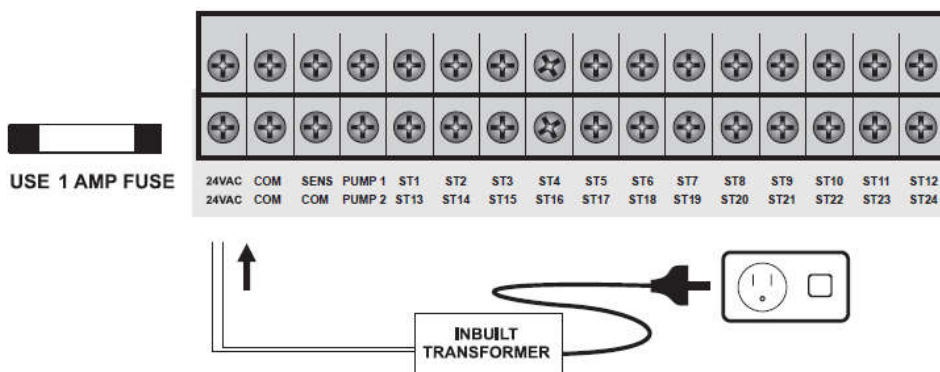 USE 1 AMP FUSE
24VAC COM SENS PUMP 1 ST1 ST2 ST3 ST4 ST5 ST6 ST7 ST8 ST9 ST10 ST11 ST12
24VAC COM COM PUMP 2 ST13 ST14 ST15 ST16 ST17 ST18 ST19 ST20 ST21 ST22 ST23 ST24
INBUILT
TRANSFORMER